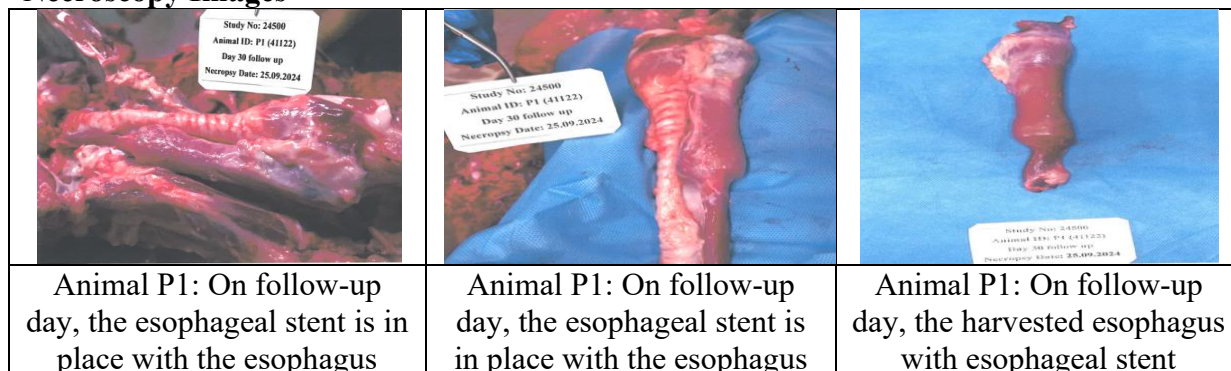 Necroscopy Images
Study No: 24500
Animal ID: P1 (41122)
Day 30 follow up
Necropsy Date: 25.09.2024
Study No: 24500
Animal ID: P1 (41122)
Day 30 follow up
Necropsy Date: 25.09.2024
Study No: 24500
Animal ID: P1 (41122)
Day 30 follow up
Necropsy Date: 25.09.2024
Animal P1: On follow-up
day, the esophageal stent is in
place with the esophagus
Animal P1: On follow-up
day, the esophageal stent is
in place with the esophagus
Animal P1: On follow-up
day, the harvested esophagus
with esophageal stent